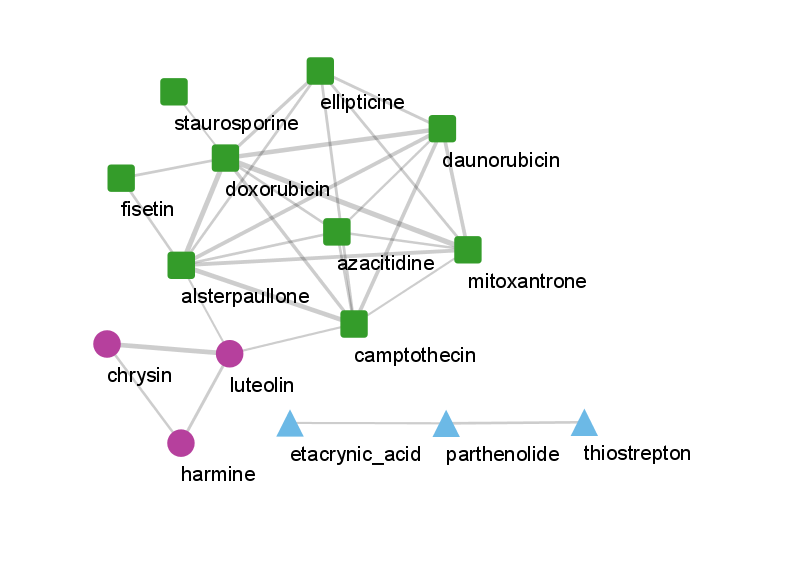 ellipticine
staurosporine
daunorubicin
doxorubicin
fisetin
azacitidine
mitoxantrone
alsterpaullone
camptothecin
chrysin
luteolin
etacrynic_acid
parthenolide
thiostrepton
harmine